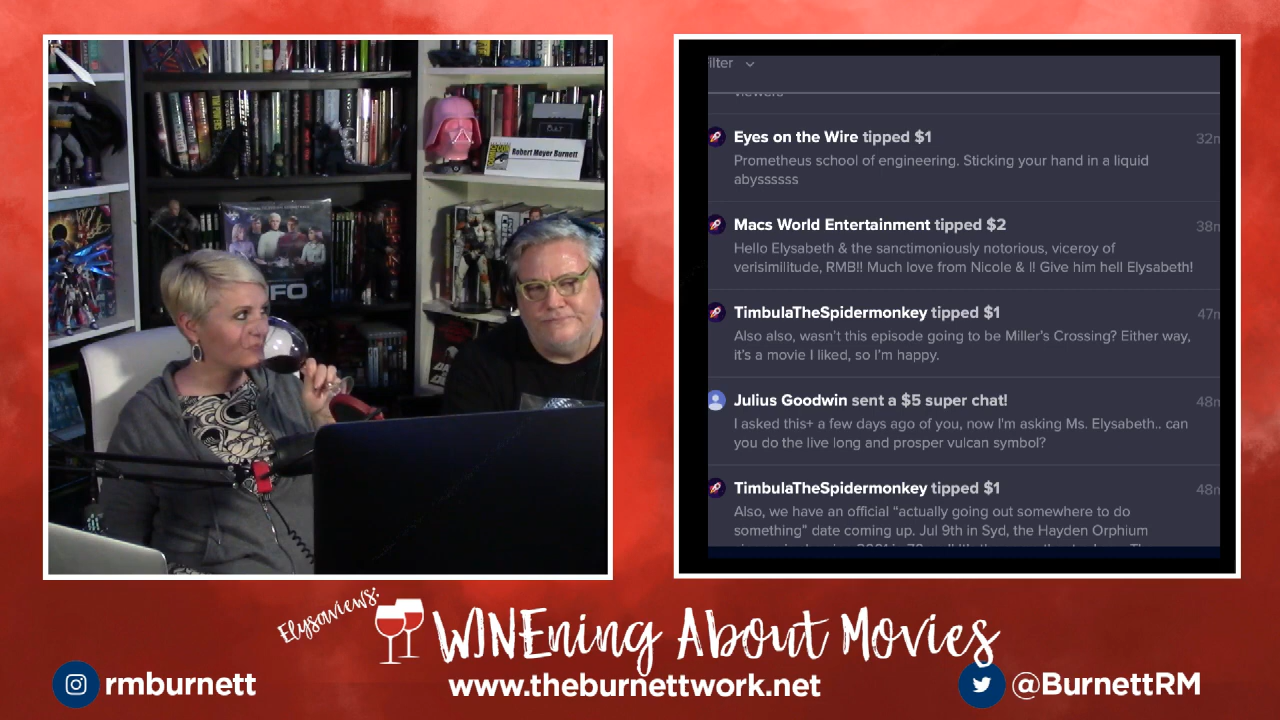 Robert Meyer Burnett
UFO
ilter
viewers
Eyes on the Wire tipped $1
32m
Prometheus school of engineering. Sticking your hand in a liquid
abyssssss
Macs World Entertainment tipped $2
38m
Hello Elysabeth & the sanctimoniously notorious, viceroy of
verisimilitude, RMB!! Much love from Nicole & I! Give him hell Elysabeth!
TimbulaTheSpidermonkey tipped $1
47m
Also also, wasn't this episode going to be Miller's Crossing? Either way,
it's a movie I liked, so I'm happy.
Julius Goodwin sent a $5 super chat!
48m
I asked this+ a few days ago of you, now I'm asking Ms. Elysabeth.. can
you do the live long and prosper vulcan symbol?
TimbulaTheSpidermonkey tipped $1
48m
Also, we have an official “actually going out somewhere to do
something” date coming up. Jul 9th in Syd, the Hayden Orphium
Elysaviews:
WINEning About Movies
rmburnett
www.theburnettwork.net
@BurnettRM